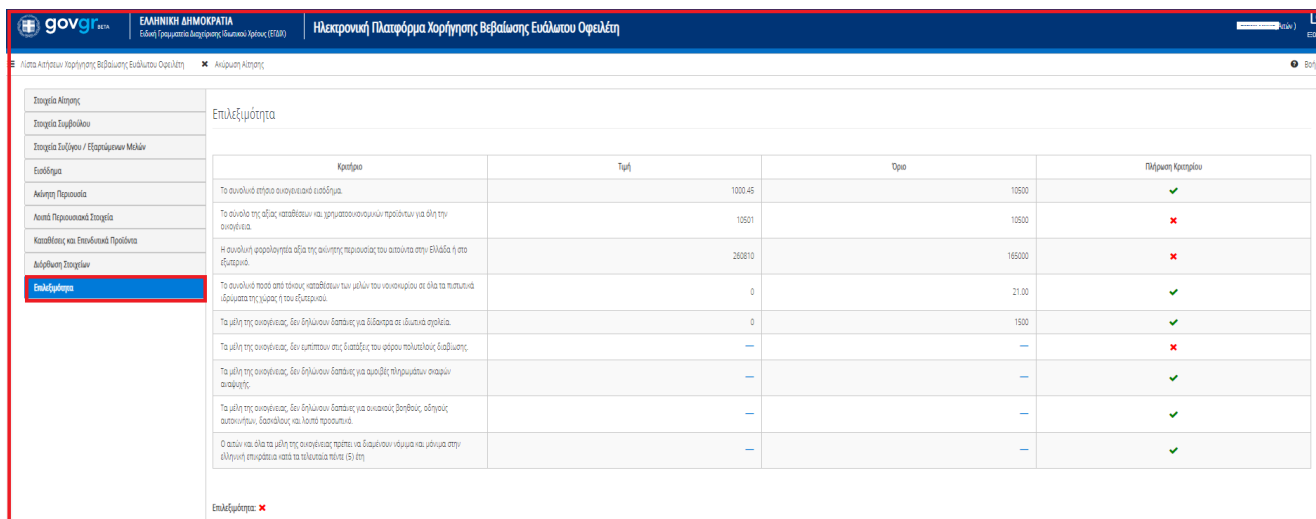 govgr BETA
ΕΛΛΗΝΙΚΗ ΔΗΜΟΚΡΑΤΙΑ
Ειδική Γραμματεία Διαχείρισης Ιδιωτικού Χρέους (ΕΓΔΙΧ)
Ηλεκτρονική Πλατφόρμα Χορήγησης Βεβαίωσης Ευάλωτου Οφειλέτη
Λίστα Αιτήσεων Χορήγησης Βεβαίωσης Ευάλωτου Οφειλέτη
Ακύρωση Αίτησης
Στοιχεία Αίτησης
Στοιχεία Συμβούλου
Στοιχεία Συζύγου / Εξαρτώμενων Μελών
Εισόδημα
Ακίνητη Περιουσία
Λοιπά Περιουσιακά Στοιχεία
Καταθέσεις και Επενδυτικά Προϊόντα
Διόρθωση Στοιχείων
Επιλεξιμότητα
Επιλεξιμότητα
Κριτήριο Τιμή Όριο Πλήρωση Κριτηρίου
Το συνολικό ετήσιο οικογενειακό εισόδημα. 1000.45 10500
Το σύνολο της αξίας καταθέσεων και χρηματοοικονομικών προϊόντων για όλη την
οικογένεια. 10501 10500
Η συνολική φορολογητέα αξία της ακίνητης περιουσίας του αιτούντα στην Ελλάδα ή στο
εξωτερικό. 260810 165000
Το συνολικό ποσό από τόκους καταθέσεων των μελών του νοικοκυρίου σε όλα τα πιστωτικά
ιδρύματα της χώρας ή του εξωτερικού. 0 21.00
Τα μέλη της οικογένειας, δεν δηλώνουν δαπάνες για δίδακτρα σε ιδιωτικά σχολεία. 0 1500
Τα μέλη της οικογένειας, δεν εμπίπτουν στις διατάξεις του φόρου πολυτελούς διαβίωσης. — —
Τα μέλη της οικογένειας, δεν δηλώνουν δαπάνες για αμοιβές πληρωμάτων σκαφών
αναψυχής. — —
Τα μέλη της οικογένειας, δεν δηλώνουν δαπάνες για οικιακούς βοηθούς, οδηγούς
αυτοκινήτων, δασκάλους και λοιπό προσωπικό. — —
Ο αιτών και όλα τα μέλη της οικογένειας πρέπει να διαμένουν νόμιμα και μόνιμα στην
ελληνική επικράτεια κατά τα τελευταία πέντε (5) έτη — —
Επιλεξιμότητα: